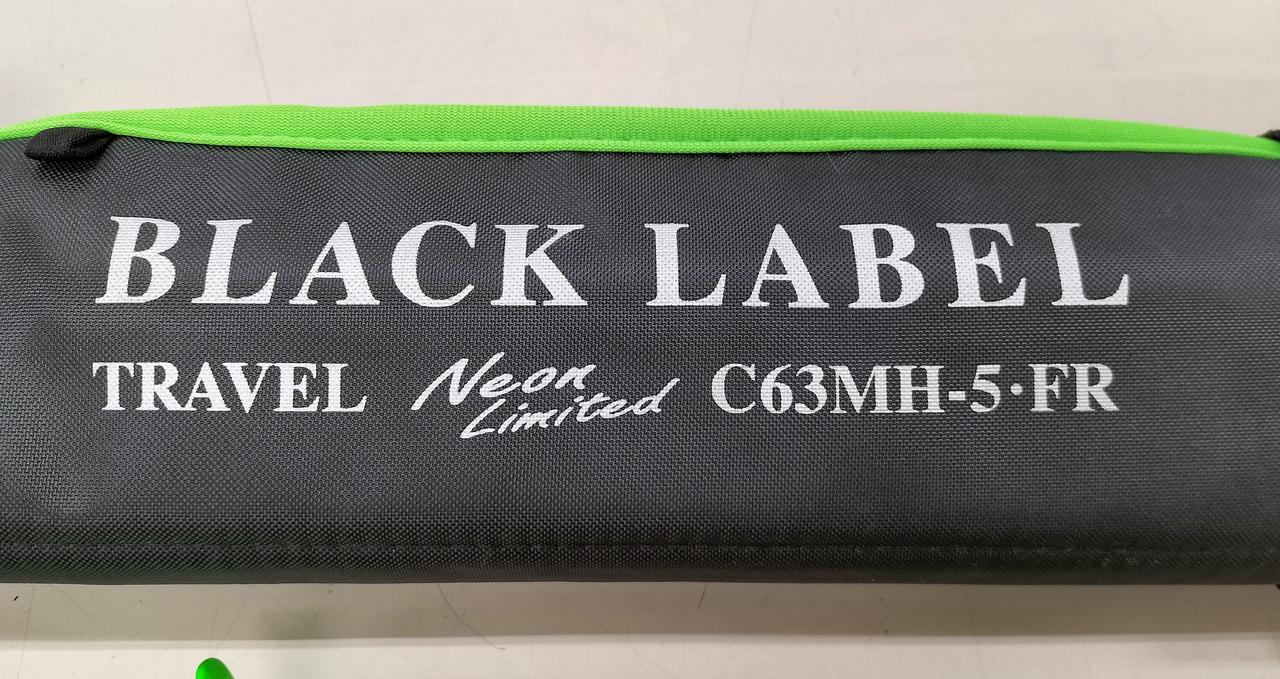 BLACK LABEL
TRAVEL Neon Limited C63MH-5·FR